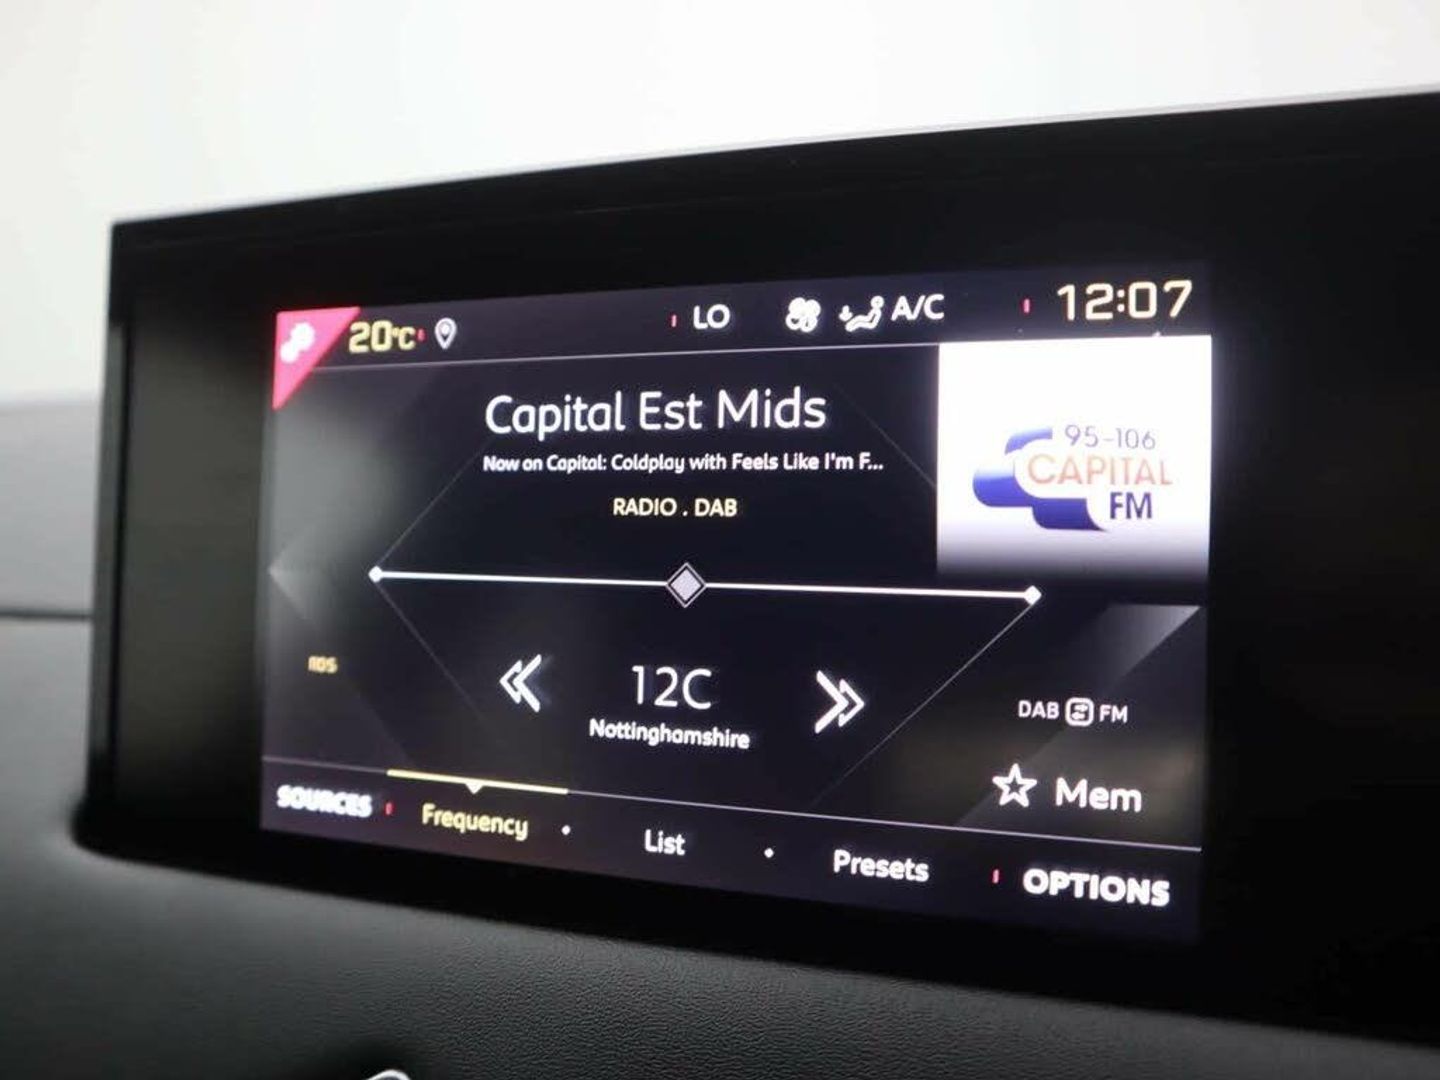 20°C
LO
A/C
12:07
Capital Est Mids
Now on Capital: Coldplay with Feels Like I'm F...
RADIO . DAB
95-106
CAPITAL
FM
RDS
12C
Nottinghamshire
DAB FM
Mem
SOURCES
Frequency
List
Presets
OPTIONS